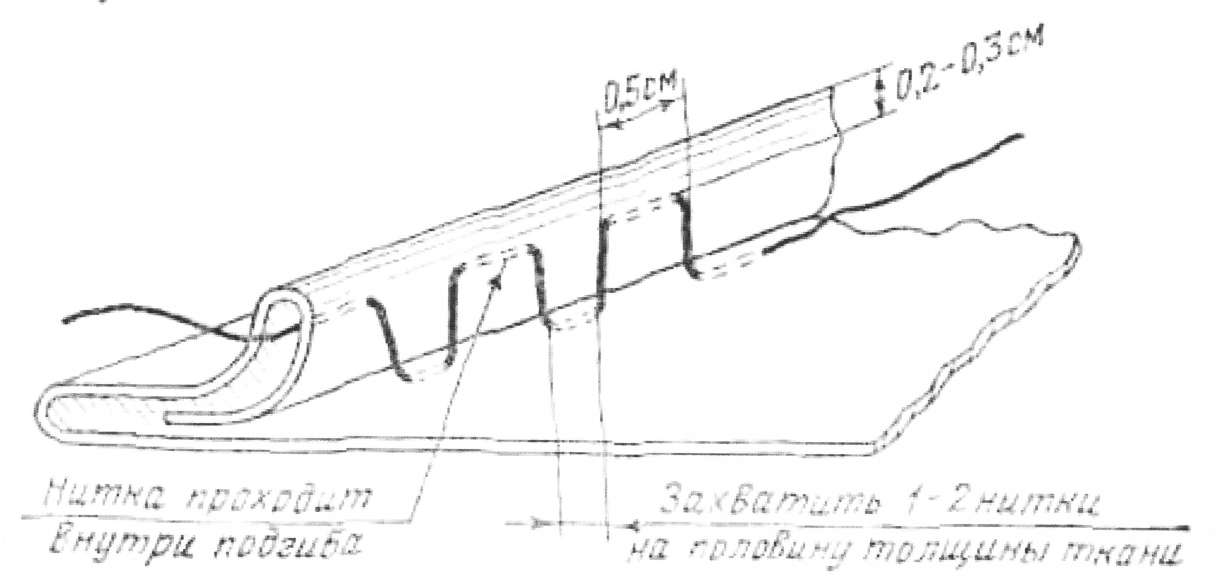 0,5см
0,2-0,3см
Нитка проходит
внутри подгиба
Захватить 1-2 нитки
на половину толщины ткани